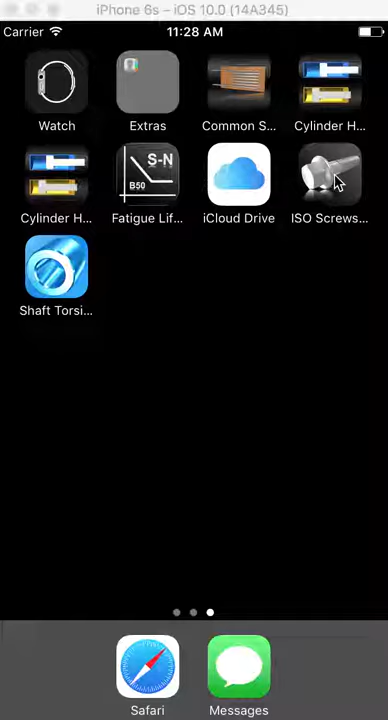 iPhone 6s – iOS 10.0 (14A345)
Carrier 11:28 AM
Watch Extras Common S... Cylinder H...
S-N
B50
Cylinder H... Fatigue Lif... iCloud Drive ISO Screws...
Shaft Torsi...
Safari Messages